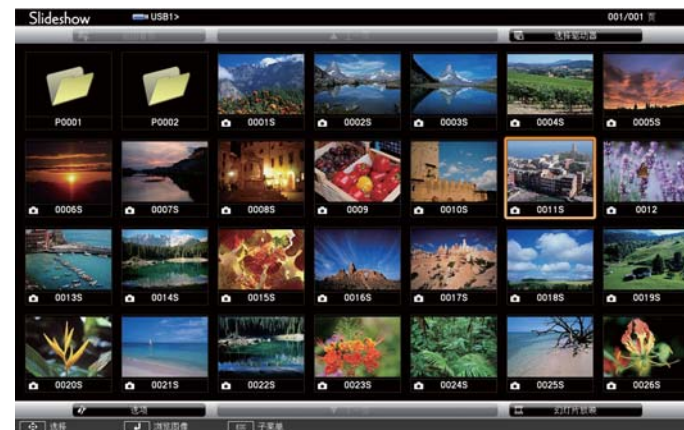 Slideshow USB1> 001/001 页
选择驱动器
P0001 P0002 0001S 0002S 0003S 0004S 0005S
0006S 0007S 0008S 0009 0010S 0011S 0012
0013S 0014S 0015S 0016S 0017S 0018S 0019S
0020S 0021S 0022S 0023S 0024S 0025S 0026S
选项 幻灯片放映
选择 浏览图像 子菜单